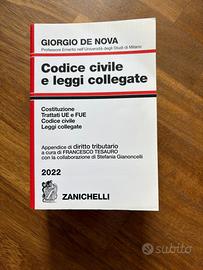 GIORGIO DE NOVA
Professore Emerito nell'Università degli Studi di Milano
Codice civile
e leggi collegate
Costituzione
Trattati UE e FUE
Codice civile
Leggi collegate
Appendice di diritto tributario
a cura di FRANCESCO TESAURO
con la collaborazione di Stefania Gianoncelli
2022
ZANICHELLI
subito